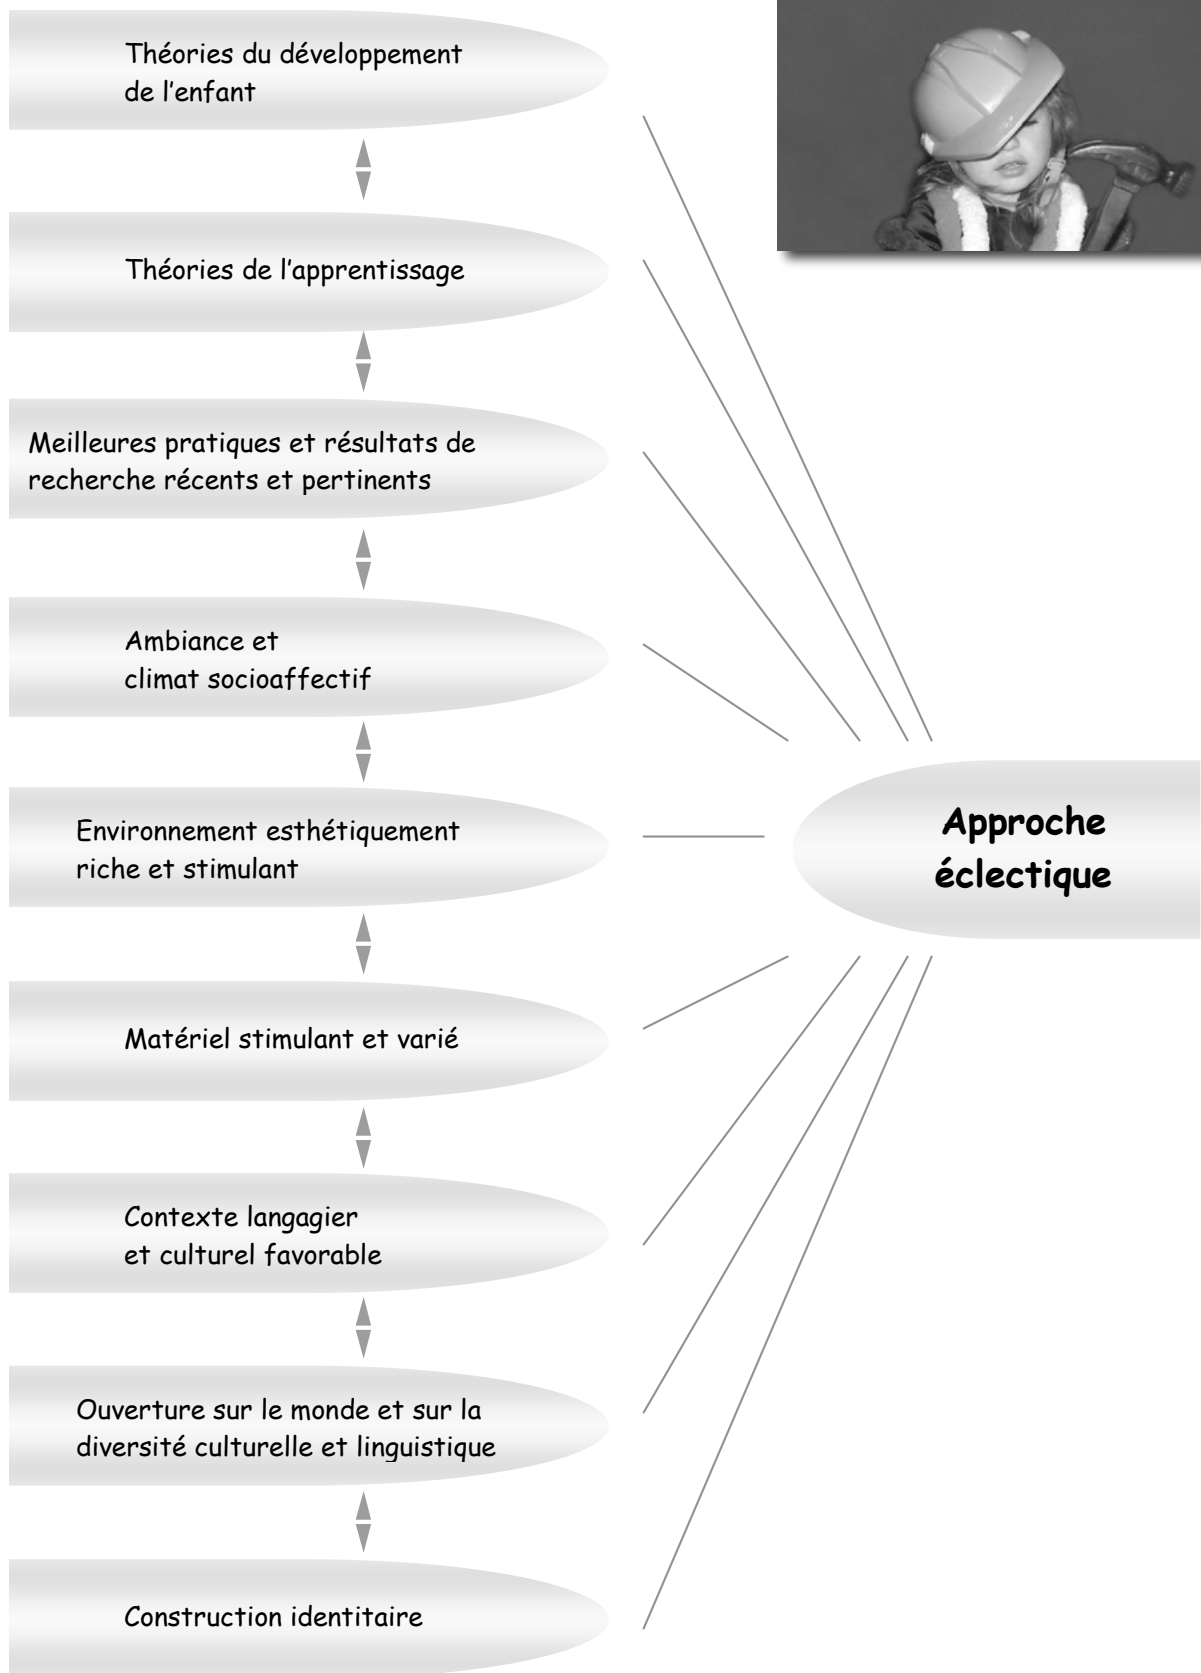 Théories du développement
de l'enfant
Théories de l'apprentissage
Meilleures pratiques et résultats de
recherche récents et pertinents
Ambiance et
climat socioaffectif
Environnement esthétiquement
riche et stimulant
Approche
éclectique
Matériel stimulant et varié
Contexte langagier
et culturel favorable
Ouverture sur le monde et sur la
diversité culturelle et linguistique
Construction identitaire